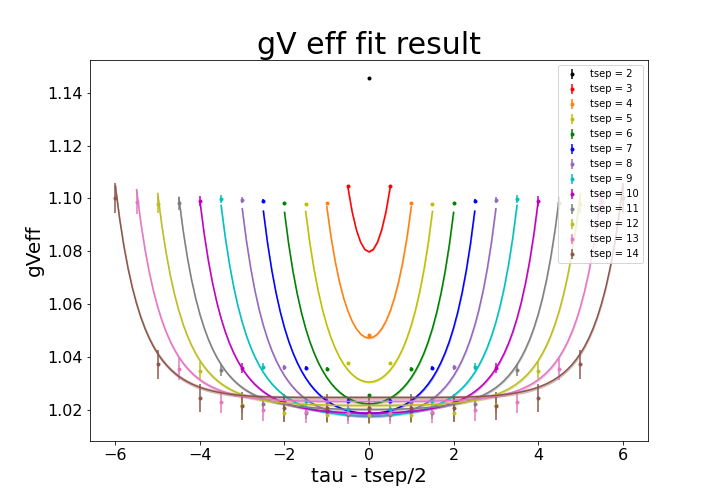 gV eff fit result
tsep = 2
tsep = 3
tsep = 4
tsep = 5
tsep = 6
tsep = 7
tsep = 8
tsep = 9
tsep = 10
tsep = 11
tsep = 12
tsep = 13
tsep = 14
gVeff
1.14
1.12
1.10
1.08
1.06
1.04
1.02
−6 −4 −2 0 2 4 6
tau - tsep/2